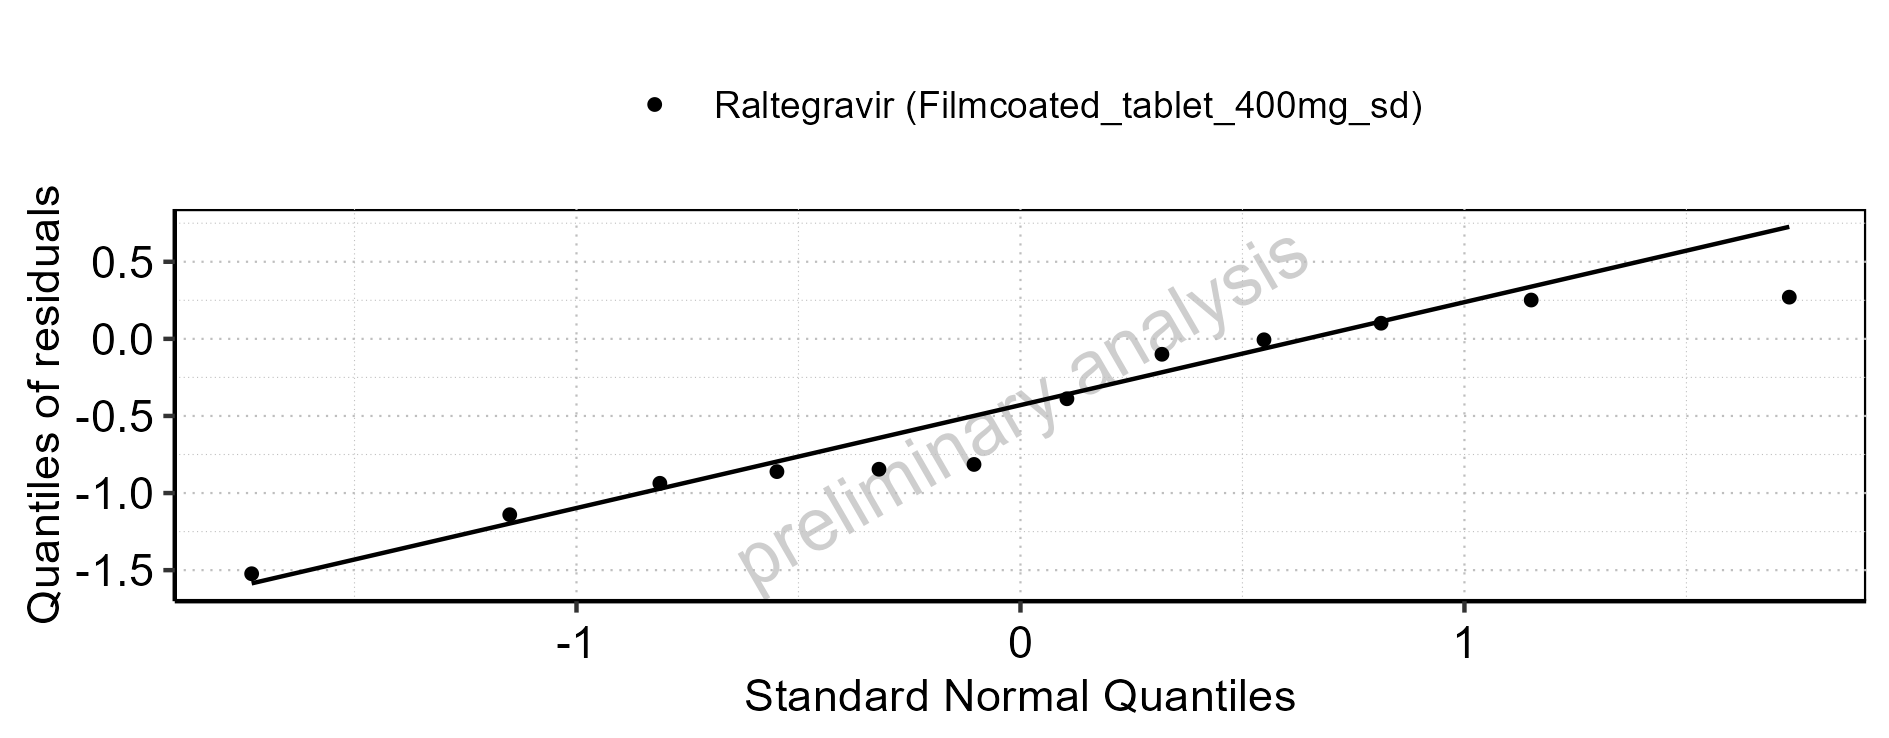 Raltegravir (Filmcoated_tablet_400mg_sd)
Quantiles of residuals
0.5
0.0
-0.5
-1.0
-1.5
preliminary analysis
-1 0 1
Standard Normal Quantiles